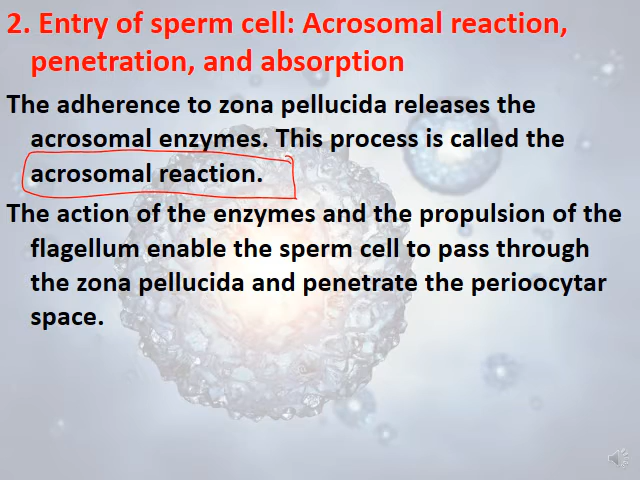 2. Entry of sperm cell: Acrosomal reaction,
penetration, and absorption
The adherence to zona pellucida releases the
acrosomal enzymes. This process is called the
acrosomal reaction.
The action of the enzymes and the propulsion of the
flagellum enable the sperm cell to pass through
the zona pellucida and penetrate the perioocytar
space.